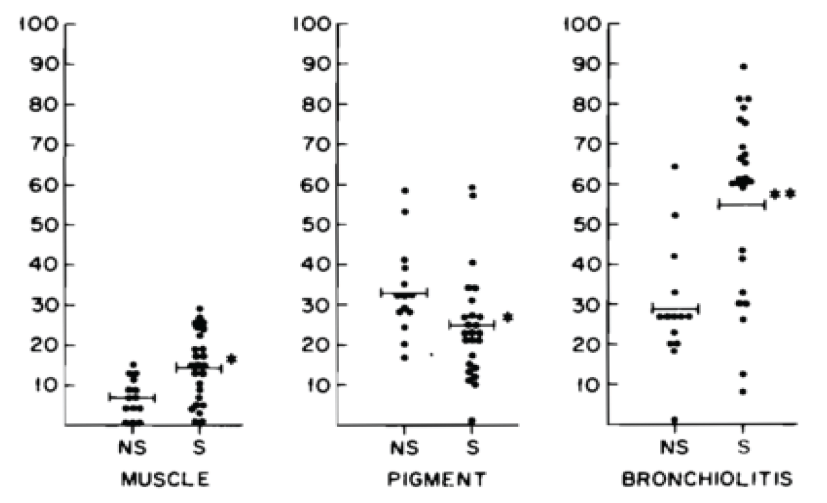 100 100 100
90 90 90
80 80 80
70 70 70
60 60 60
50 50 50
40 40 40
30 30 30
20 20 20
10 10 10
* * **
NS S NS S NS S
MUSCLE PIGMENT BRONCHIOLITIS